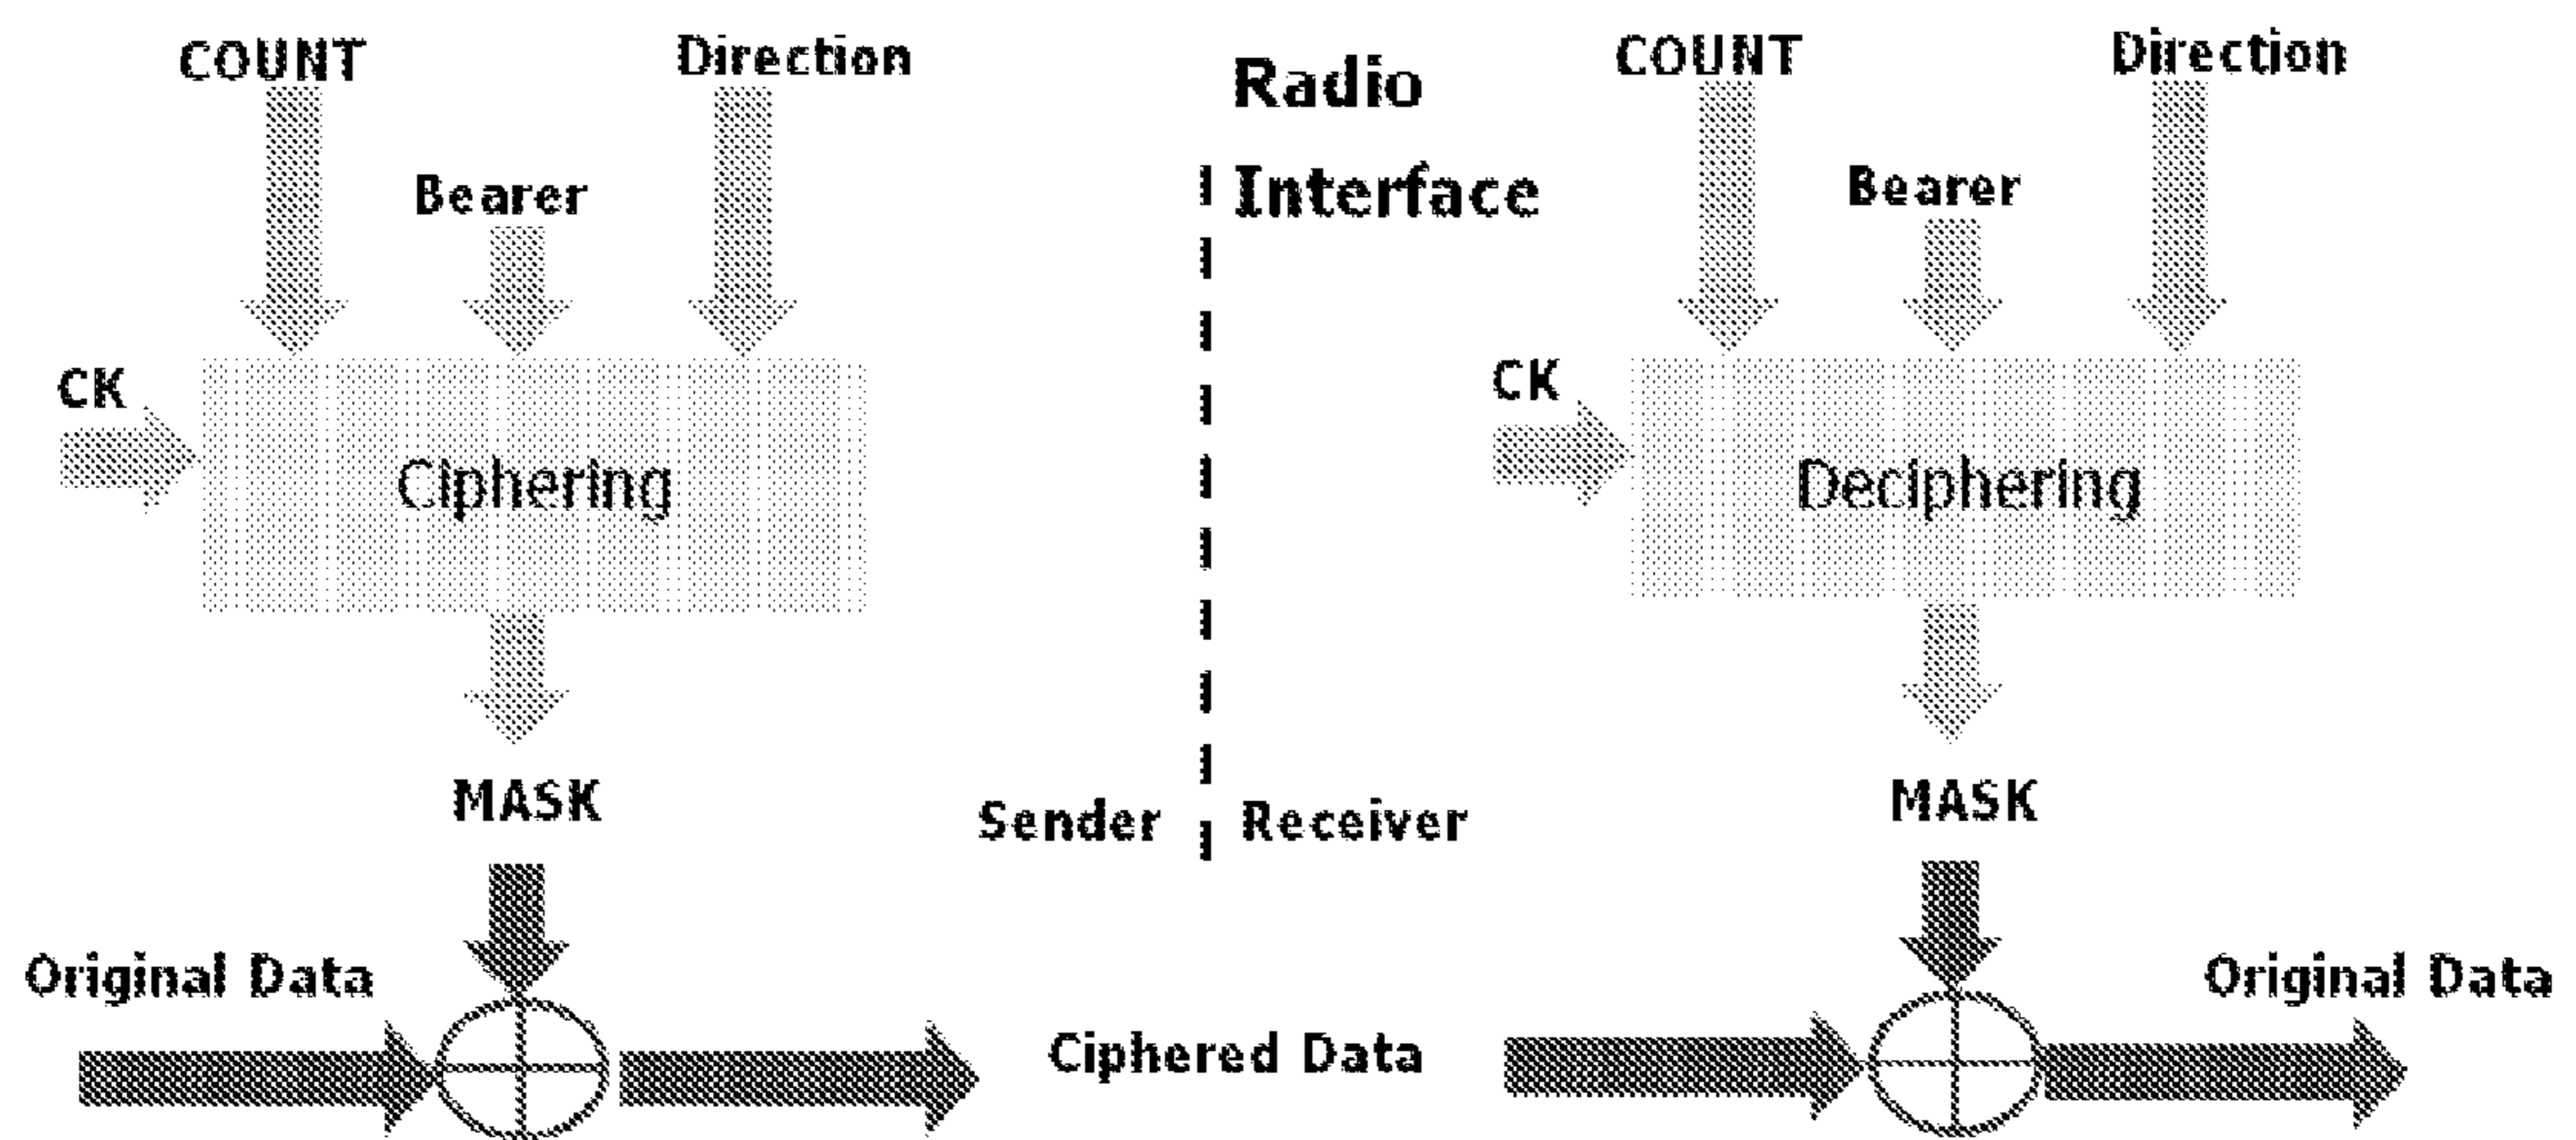 COUNT
Direction
Bearer
CK
Ciphering
MASK
Original Data
Radio
Interface
Sender
Receiver
Ciphered Data
COUNT
Direction
Bearer
CK
Deciphering
MASK
Original Data